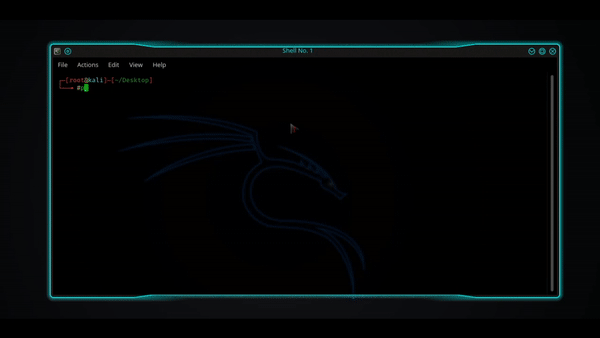 Shell No. 1
File Actions Edit View Help
┌─[root@kali]─[~/Desktop]
└──╼ #p